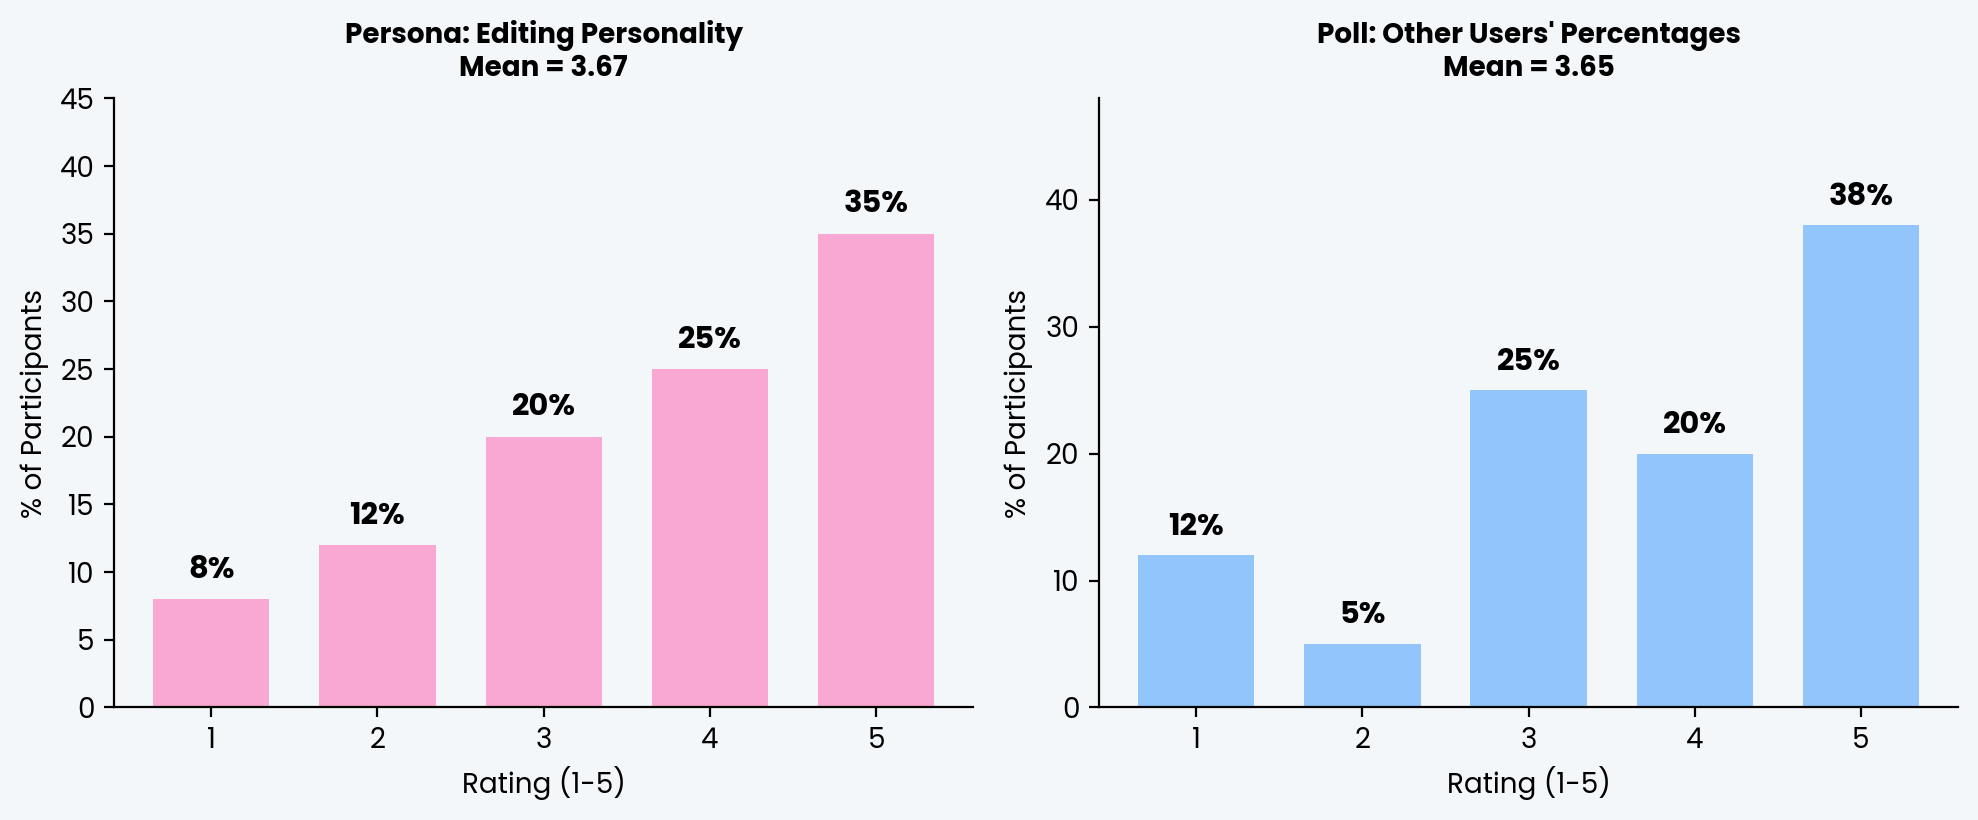 Persona: Editing Personality
Mean = 3.67
% of Participants
45
40
35
30
25
20
15
10
5
0
8%
12%
20%
25%
35%
1 2 3 4 5
Rating (1-5)
Poll: Other Users' Percentages
Mean = 3.65
% of Participants
40
30
20
10
0
12%
5%
25%
20%
38%
1 2 3 4 5
Rating (1-5)